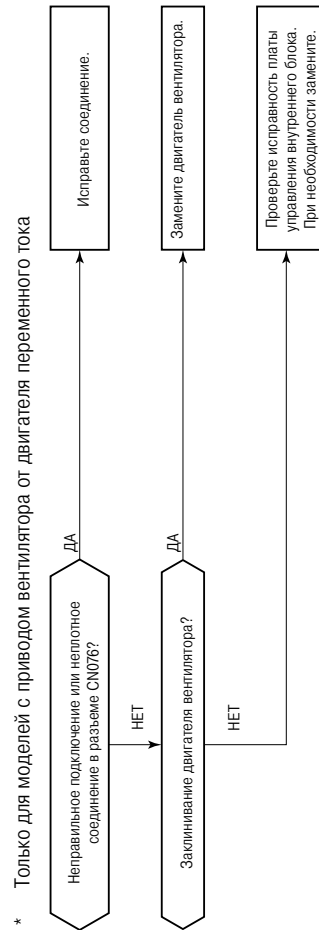 * Только для моделей с приводом вентилятора от двигателя переменного тока
Неправильное подключение или неплотное
соединение в разъеме CN076?
ДА
Исправьте соединение.
НЕТ
Заклинивание двигателя вентилятора?
ДА
Замените двигатель вентилятора.
НЕТ
Проверьте исправность платы
управления внутреннего блока.
При необходимости замените.